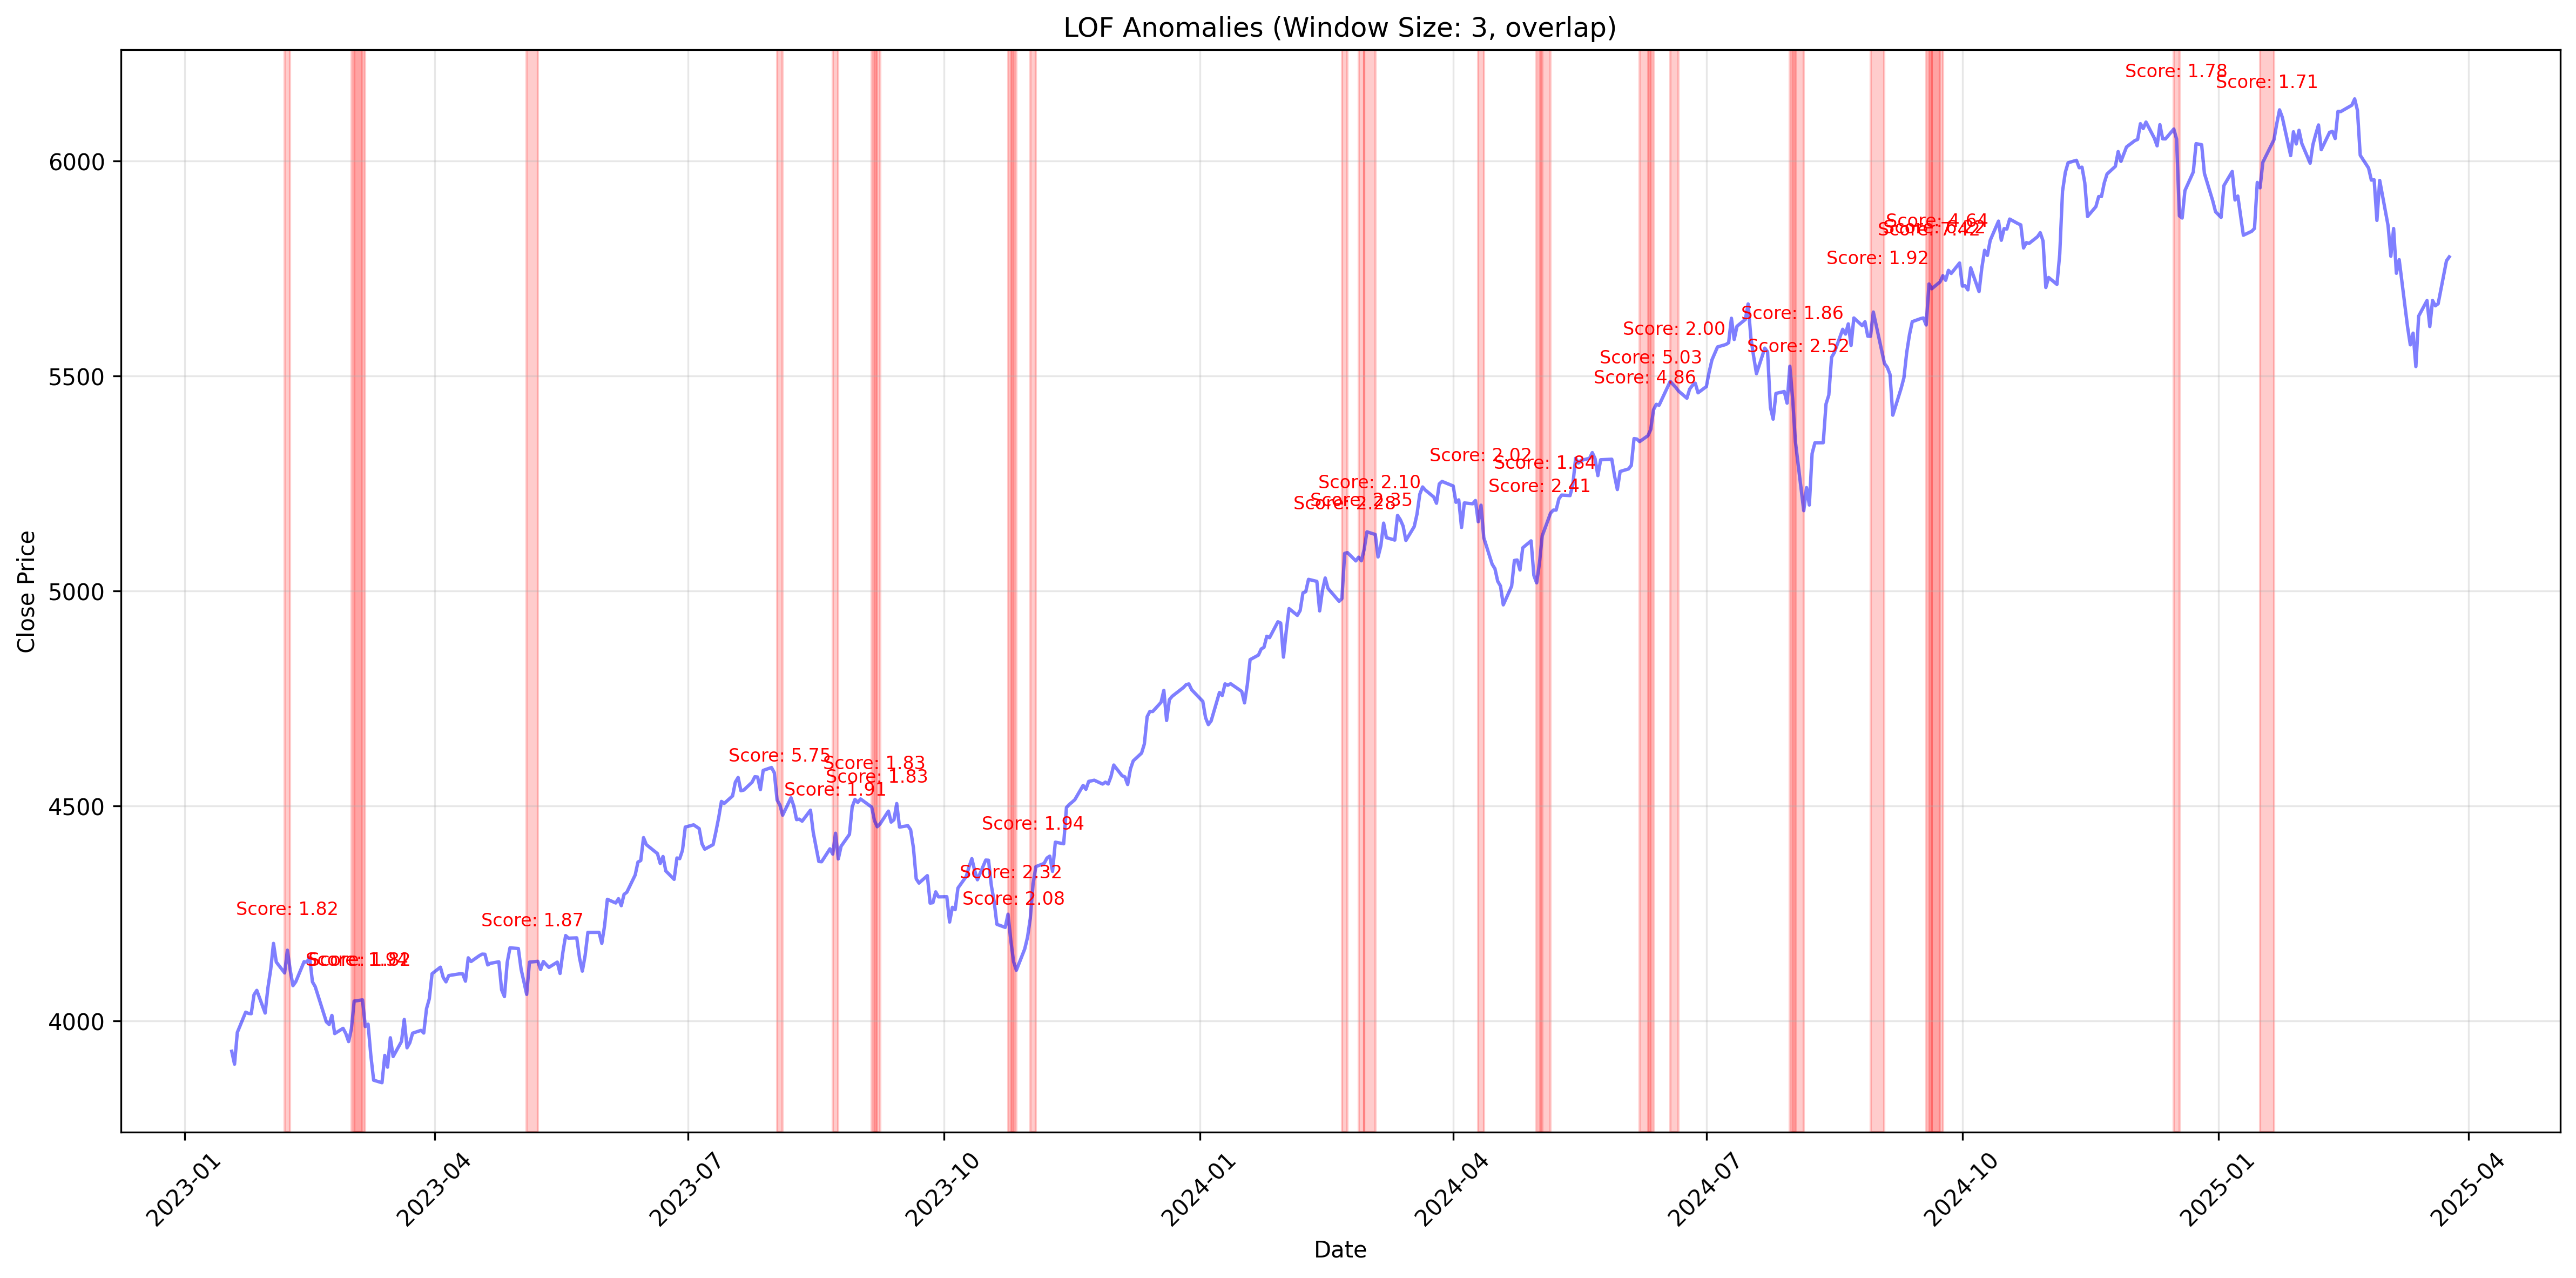 LOF Anomalies (Window Size: 3, overlap)
Close Price
6000
5500
5000
4500
4000
Score: 1.78
Score: 1.71
Score: 4.64
Score: 7.42
Score: 1.92
Score: 1.86
Score: 2.00
Score: 2.52
Score: 5.03
Score: 4.86
Score: 2.02
Score: 1.84
Score: 2.10
Score: 2.41
Score: 2.35
Score: 2.28
Score: 5.75
Score: 1.83
Score: 1.83
Score: 1.91
Score: 1.94
Score: 2.32
Score: 2.08
Score: 1.82
Score: 1.87
2023-01
2023-04
2023-07
2023-10
2024-01
2024-04
2024-07
2024-10
2025-01
2025-04
Date